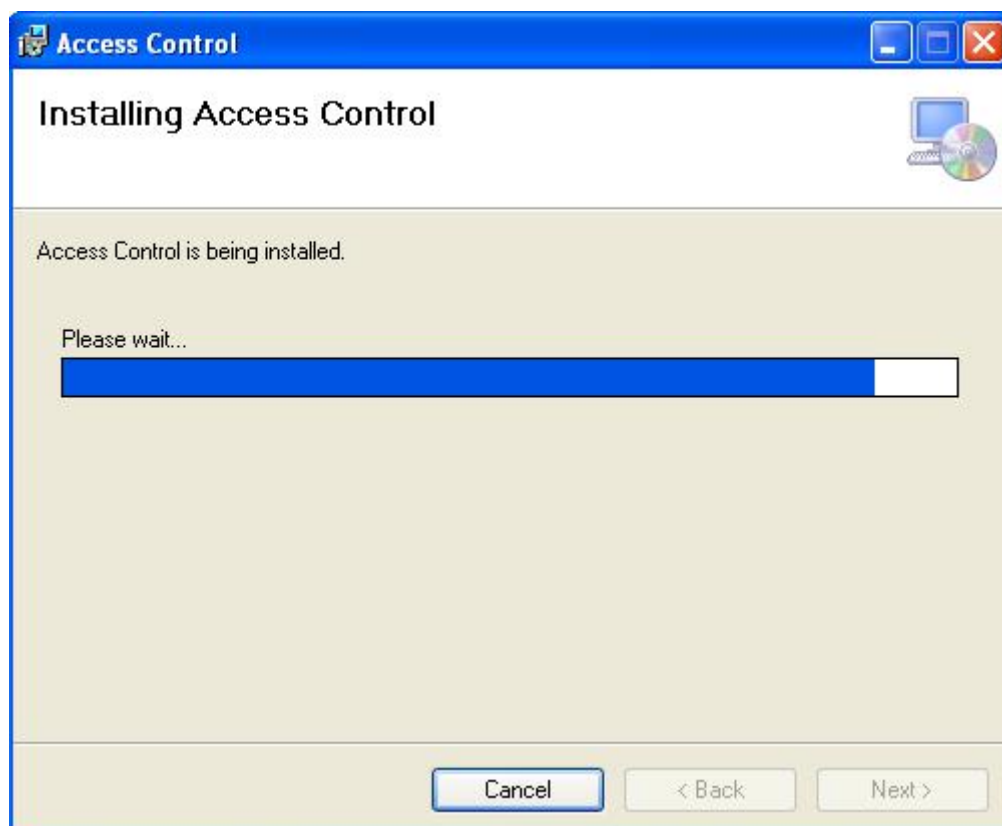 Access Control
Installing Access Control
Access Control is being installed.
Please wait...
Cancel
< Back
Next >